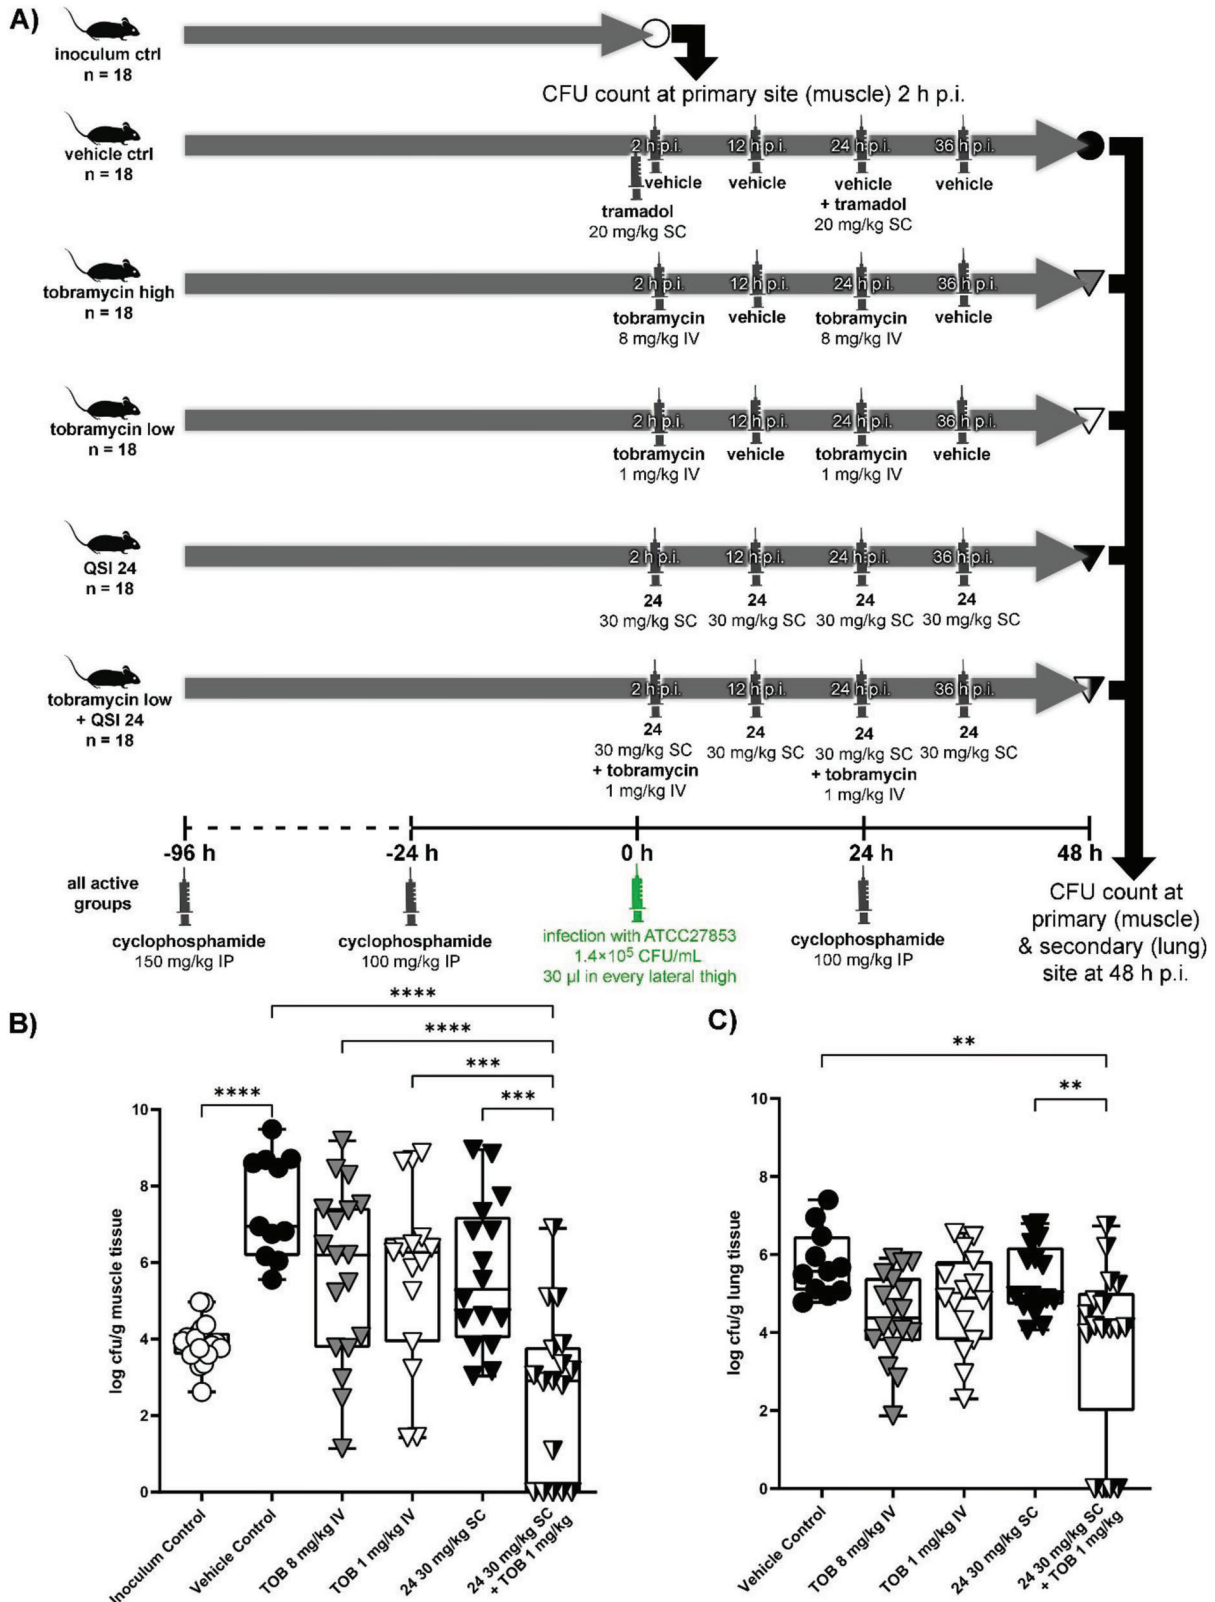 A)
inoculum ctrl
n = 18
CFU count at primary site (muscle) 2 h p.i.
vehicle ctrl
n = 18
2 h p.i. 12 h p.i. 24 h p.i. 36 h p.i.
vehicle vehicle vehicle vehicle
+ tramadol
tramadol
20 mg/kg SC 20 mg/kg SC
tobramycin high
n = 18
2 h p.i. 12 h p.i. 24 h p.i. 36 h p.i.
tobramycin vehicle tobramycin vehicle
8 mg/kg IV 8 mg/kg IV
tobramycin low
n = 18
2 h p.i. 12 h p.i. 24 h p.i. 36 h p.i.
tobramycin vehicle tobramycin vehicle
1 mg/kg IV 1 mg/kg IV
QSI 24
n = 18
2 h p.i. 12 h p.i. 24 h p.i. 36 h p.i.
24 24 24 24
30 mg/kg SC 30 mg/kg SC 30 mg/kg SC 30 mg/kg SC
tobramycin low
+ QSI 24
n = 18
2 h p.i. 12 h p.i. 24 h p.i. 36 h p.i.
24 24 24 24
30 mg/kg SC 30 mg/kg SC 30 mg/kg SC 30 mg/kg SC
+ tobramycin + tobramycin
1 mg/kg IV 1 mg/kg IV
-96 h -24 h 0 h 24 h 48 h
all active
groups
cyclophosphamide
150 mg/kg IP
cyclophosphamide
100 mg/kg IP
infection with ATCC27853
1.4×10⁵ CFU/mL
30 µl in every lateral thigh
cyclophosphamide
100 mg/kg IP
CFU count at
primary (muscle)
& secondary (lung)
site at 48 h p.i.
B)
****
****
***
***
****
log cfu/g muscle tissue
10
8
6
4
2
0
Inoculum Control
Vehicle Control
TOB 8 mg/kg IV
TOB 1 mg/kg IV
24 30 mg/kg SC
24 30 mg/kg SC
+ TOB 1 mg/kg
C)
**
**
log cfu/g lung tissue
10
8
6
4
2
0
Vehicle Control
TOB 8 mg/kg IV
TOB 1 mg/kg IV
24 30 mg/kg SC
24 30 mg/kg SC
+ TOB 1 mg/kg